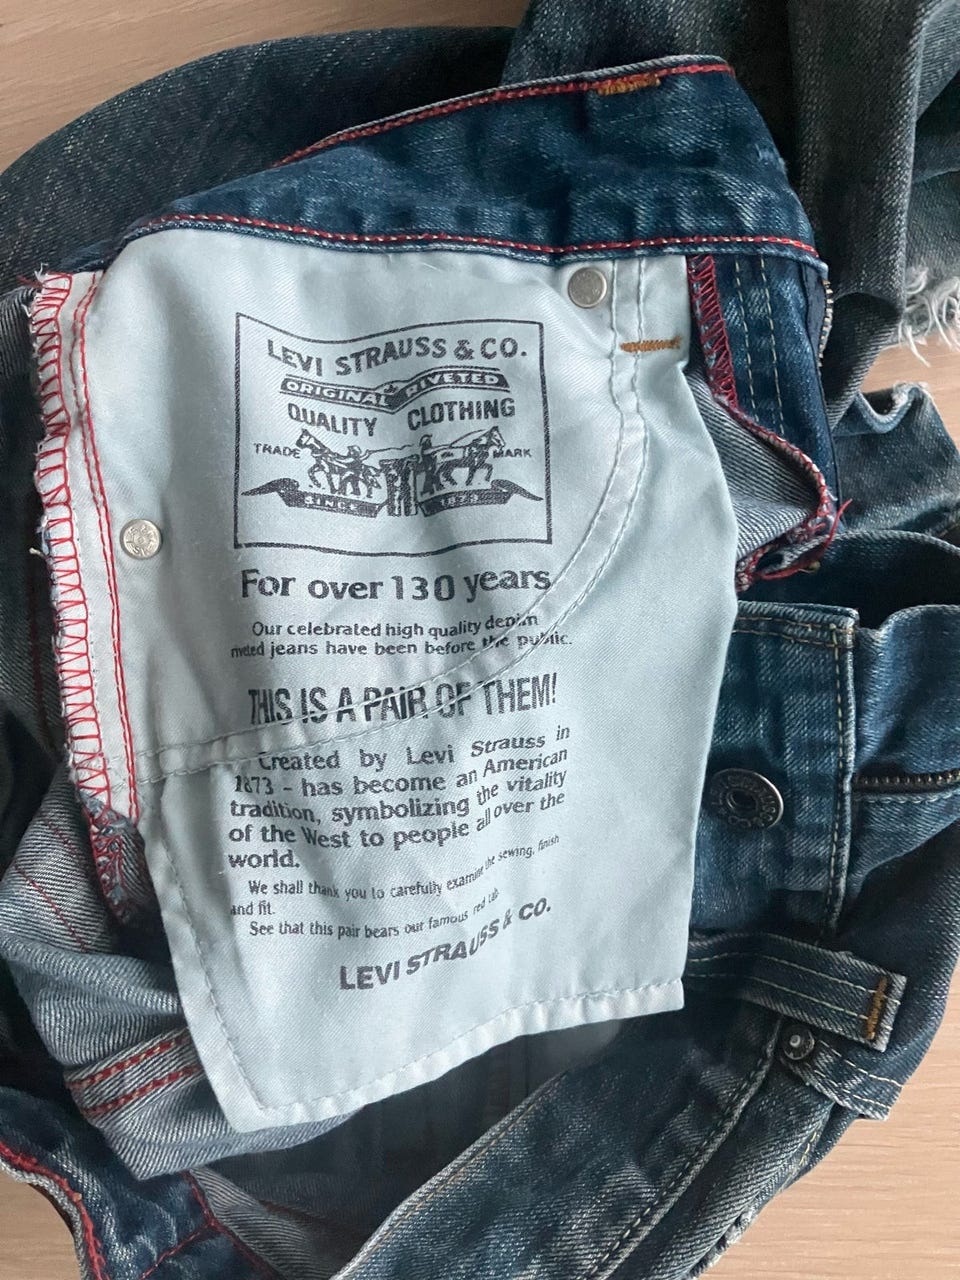 LEVI STRAUSS & CO.
ORIGINAL RIVETED
QUALITY CLOTHING
TRADE MARK
SINCE 1873
For over 130 years
Our celebrated high quality denim
riveted jeans have been before the public.
THIS IS A PAIR OF THEM!
Created by Levi Strauss in
1873 - has become an American
tradition, symbolizing the vitality
of the West to people all over the
world.
We shall thank you to carefully examine the sewing, finish
and fit.
See that this pair bears our famous red tab
LEVI STRAUSS & CO.